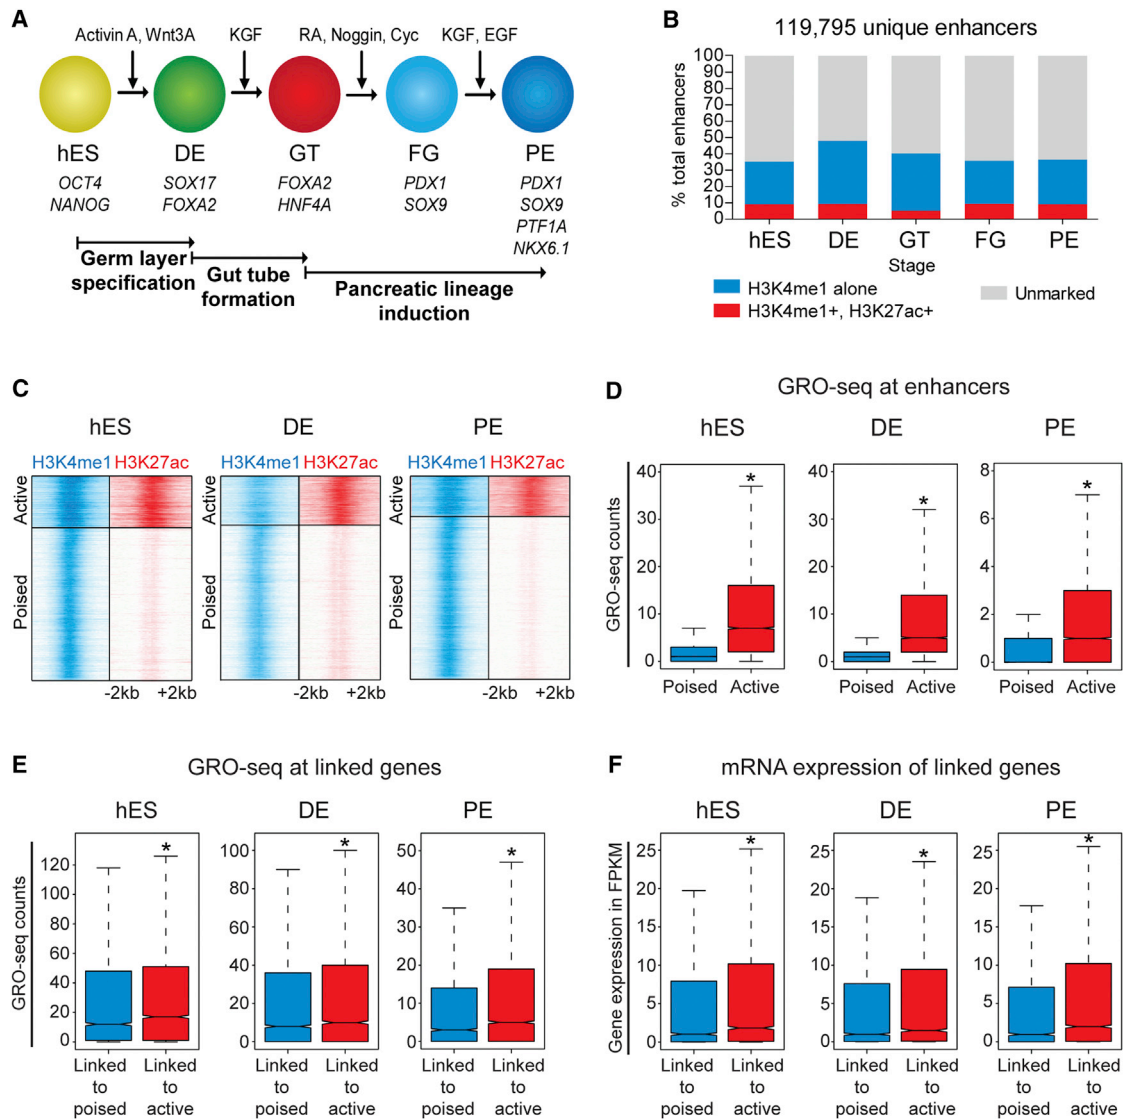 A
Activin A, Wnt3A
KGF
RA, Noggin, Cyc
KGF, EGF
hES
DE
GT
FG
PE
OCT4
NANOG
SOX17
FOXA2
FOXA2
HNF4A
PDX1
SOX9
PDX1
SOX9
PTF1A
NKX6.1
Germ layer
specification
Gut tube
formation
Pancreatic lineage
induction
B
119,795 unique enhancers
% total enhancers
100
90
80
70
60
50
40
30
20
10
0
hES
DE
GT
FG
PE
Stage
H3K4me1 alone
H3K4me1+, H3K27ac+
Unmarked
C
hES
DE
PE
H3K4me1
H3K27ac
H3K4me1
H3K27ac
H3K4me1
H3K27ac
Active
Poised
Active
Poised
Active
Poised
-2kb
+2kb
-2kb
+2kb
-2kb
+2kb
D
GRO-seq at enhancers
hES
DE
PE
GRO-seq counts
40
30
20
10
0
*
Poised
Active
40
30
20
10
0
*
Poised
Active
8
6
4
2
0
*
Poised
Active
E
GRO-seq at linked genes
hES
DE
PE
GRO-seq counts
120
100
80
60
40
20
0
*
Linked
to
poised
Linked
to
active
100
80
60
40
20
0
*
Linked
to
poised
Linked
to
active
50
40
30
20
10
0
*
Linked
to
poised
Linked
to
active
F
mRNA expression of linked genes
hES
DE
PE
Gene expression in FPKM
25
20
15
10
5
0
*
Linked
to
poised
Linked
to
active
25
20
15
10
5
0
*
Linked
to
poised
Linked
to
active
25
20
15
10
5
0
*
Linked
to
poised
Linked
to
active